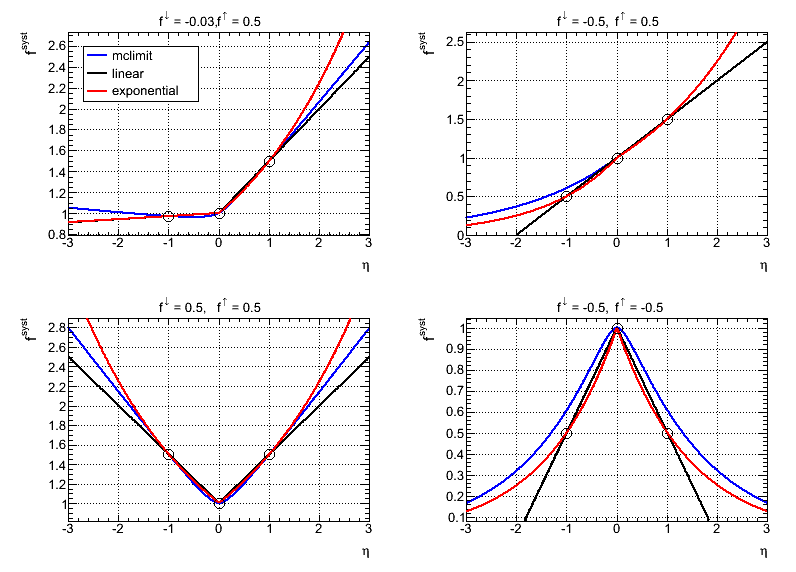 f↓ = -0.03,f↑ = 0.5
f^syst
2.6
2.4
2.2
2
1.8
1.6
1.4
1.2
1
0.8
mclimit
linear
exponential
-3 -2 -1 0 1 2 3
η
f↓ = -0.5, f↑ = 0.5
f^syst
2.5
2
1.5
1
0.5
0
-3 -2 -1 0 1 2 3
η
f↓ = 0.5, f↑ = 0.5
f^syst
2.8
2.6
2.4
2.2
2
1.8
1.6
1.4
1.2
1
-3 -2 -1 0 1 2 3
η
f↓ = -0.5, f↑ = -0.5
f^syst
1
0.9
0.8
0.7
0.6
0.5
0.4
0.3
0.2
0.1
-3 -2 -1 0 1 2 3
η